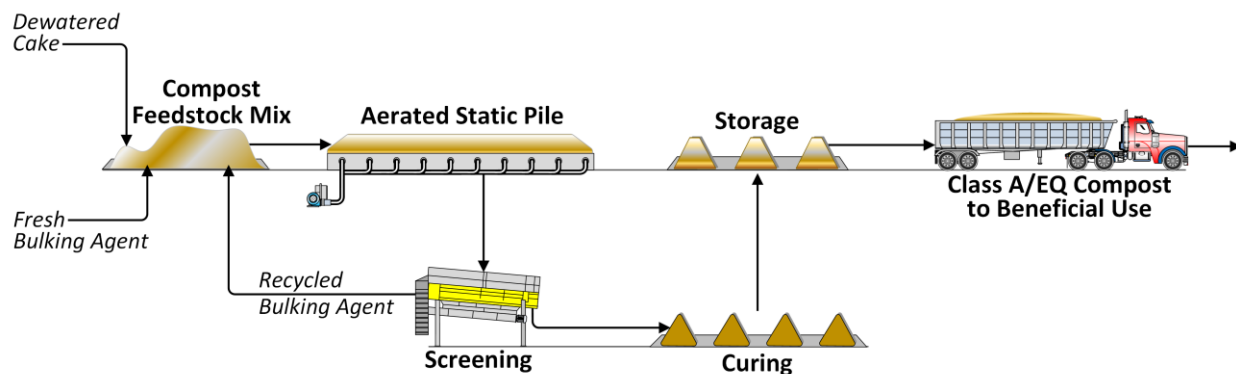 Dewatered
Cake
Compost
Feedstock Mix
Aerated Static Pile
Storage
Class A/EQ Compost
to Beneficial Use
Fresh
Bulking Agent
Recycled
Bulking Agent
Screening
Curing